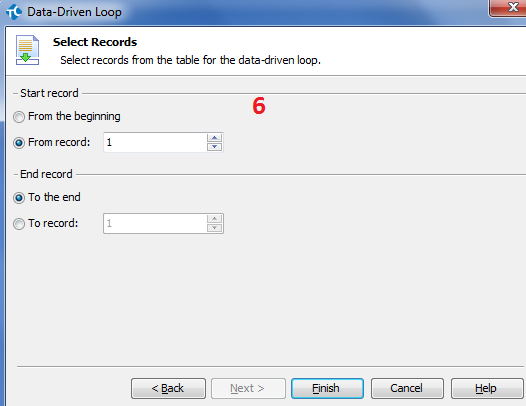 Data-Driven Loop
Select Records
Select records from the table for the data-driven loop.
Start record
6
From the beginning
From record: 1
End record
To the end
To record: 1
< Back Next > Finish Cancel Help